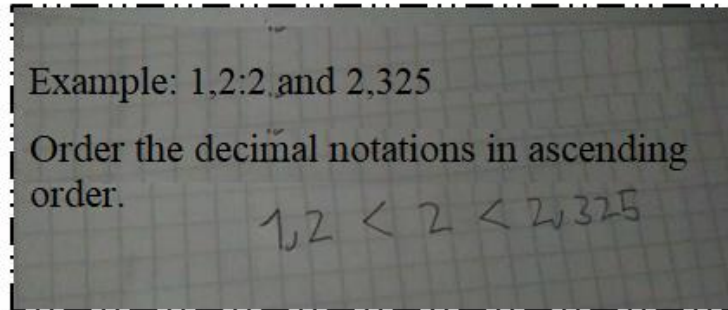 Example: 1,2:2 and 2,325
Order the decimal notations in ascending
order.
1,2 < 2 < 2,325